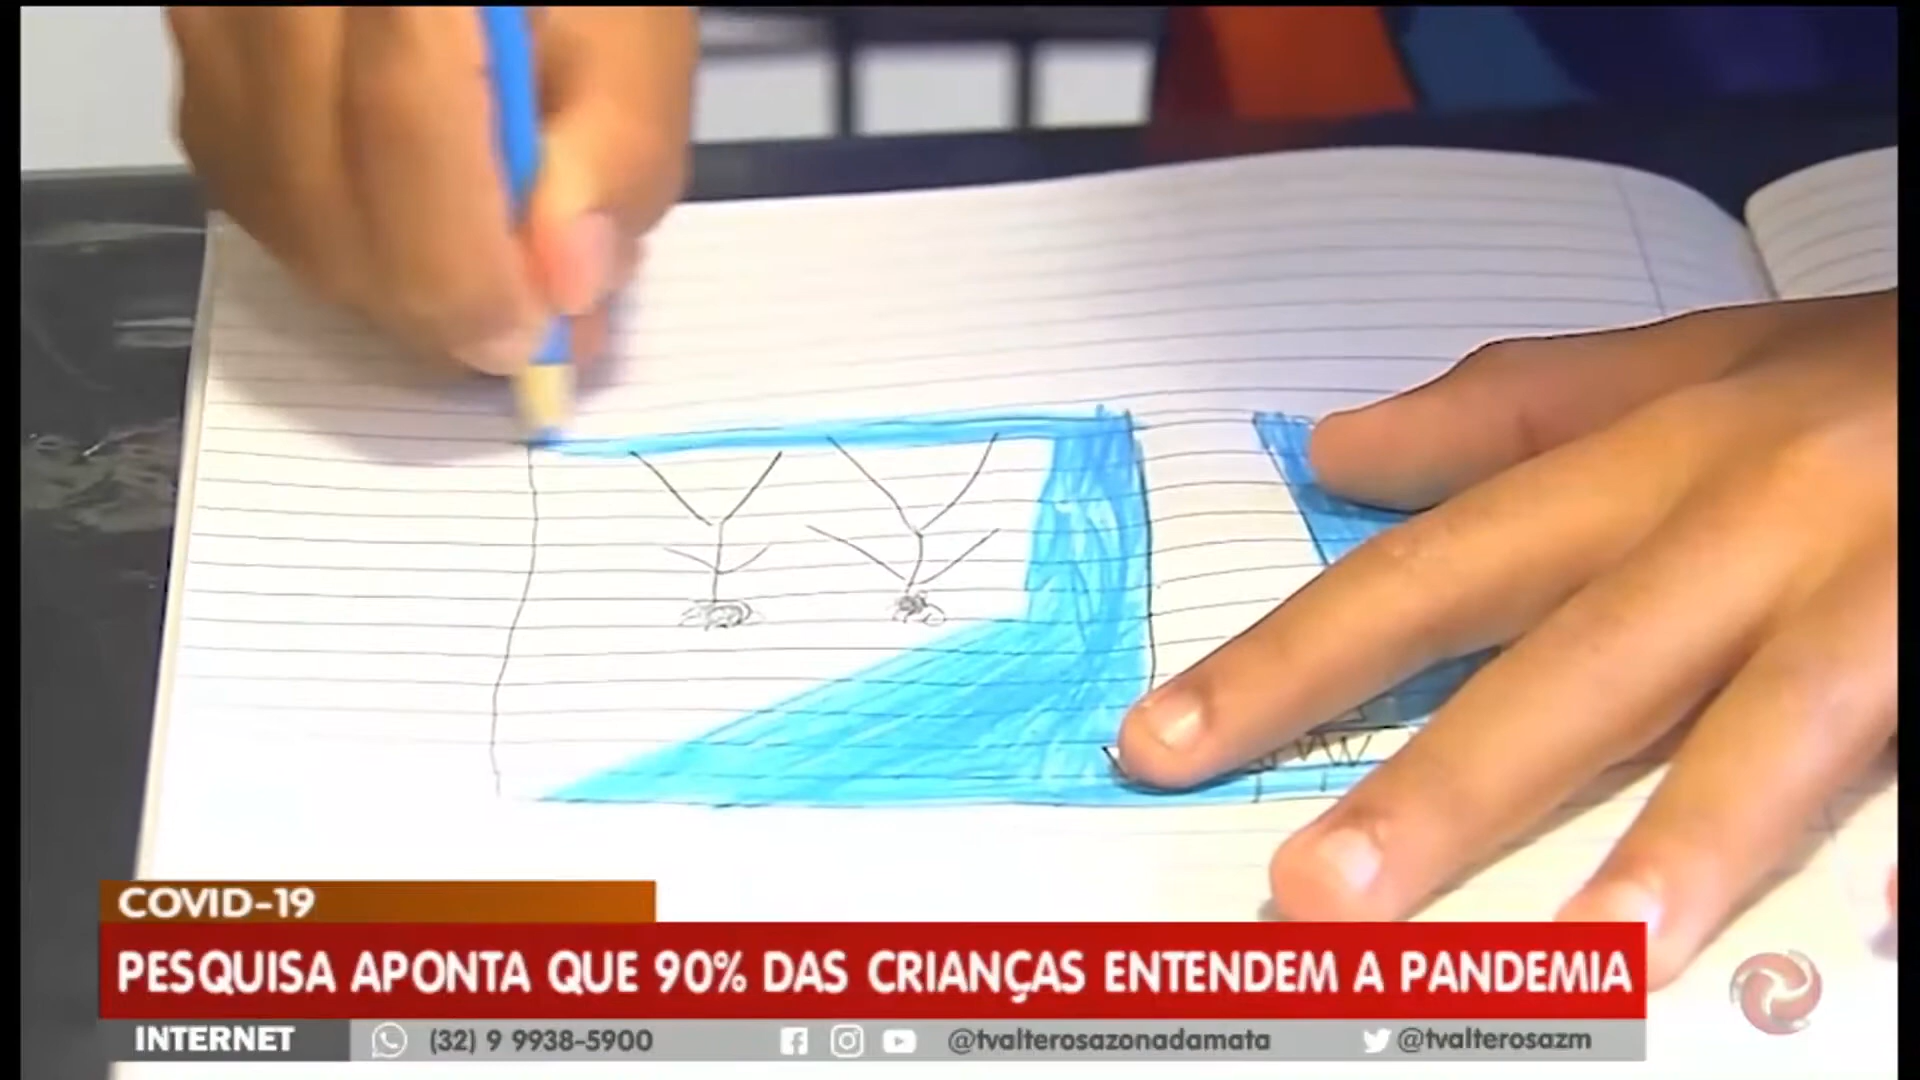 COVID-19
PESQUISA APONTA QUE 90% DAS CRIANÇAS ENTENDEM A PANDEMIA
INTERNET (32) 9 9938-5900 @tvalterosazonadamata @tvalterosazm